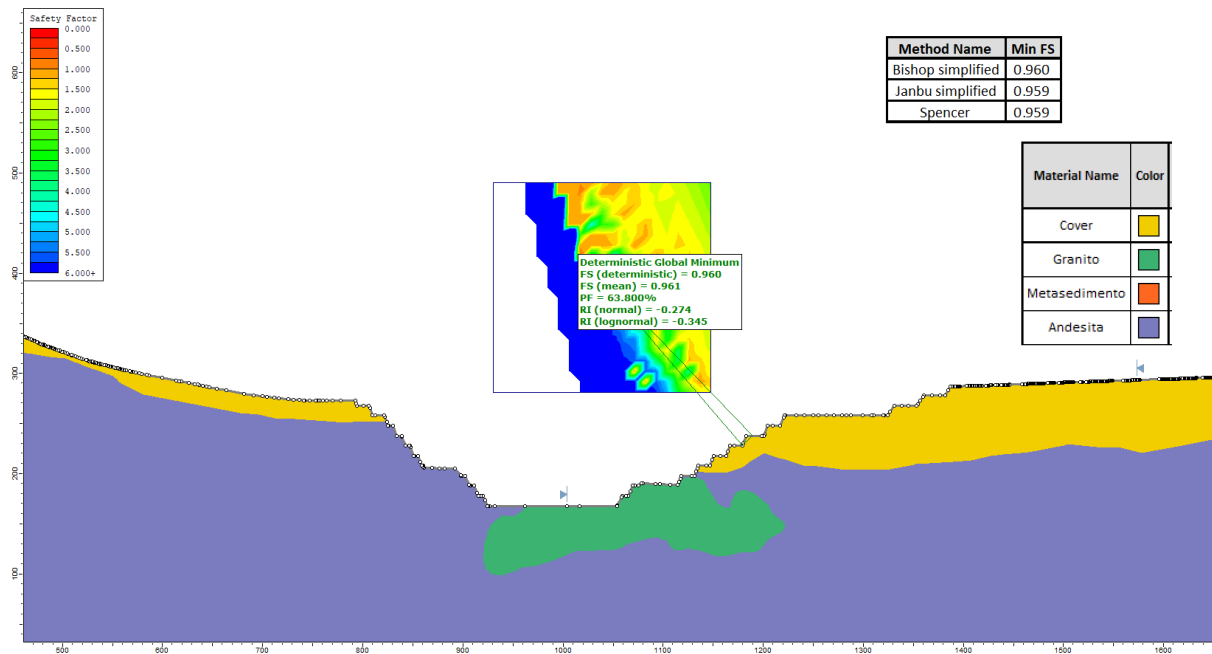 Safety Factor
0.000
0.500
1.000
1.500
2.000
2.500
3.000
3.500
4.000
4.500
5.000
5.500
6.000+
Method Name Min FS
Bishop simplified 0.960
Janbu simplified 0.959
Spencer 0.959
Material Name Color
Cover
Granito
Metasedimento
Andesita
Deterministic Global Minimum
FS (deterministic) = 0.960
FS (mean) = 0.961
PF = 63.800%
RI (normal) = -0.274
RI (lognormal) = -0.345
600
500
400
300
200
100
500 600 700 800 900 1000 1100 1200 1300 1400 1500 1600